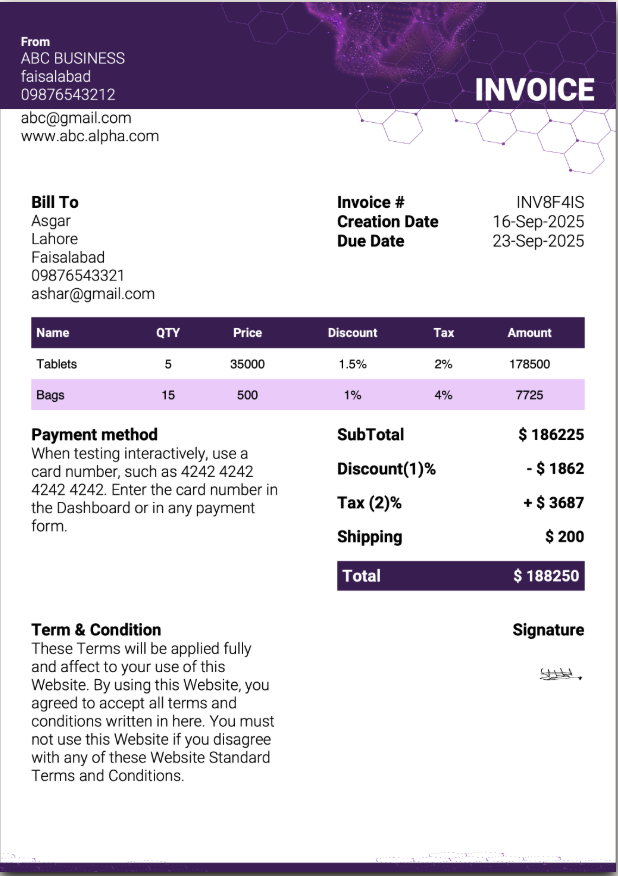 From
ABC BUSINESS
faisalabad
09876543212
INVOICE
abc@gmail.com
www.abc.alpha.com
Bill To
Asgar
Lahore
Faisalabad
09876543321
ashar@gmail.com
Invoice # INV8F4IS
Creation Date 16-Sep-2025
Due Date 23-Sep-2025
Name QTY Price Discount Tax Amount
Tablets 5 35000 1.5% 2% 178500
Bags 15 500 1% 4% 7725
Payment method
When testing interactively, use a
card number, such as 4242 4242
4242 4242. Enter the card number in
the Dashboard or in any payment
form.
SubTotal $ 186225
Discount(1)% - $ 1862
Tax (2)% + $ 3687
Shipping $ 200
Total $ 188250
Term & Condition
These Terms will be applied fully
and affect to your use of this
Website. By using this Website, you
agreed to accept all terms and
conditions written in here. You must
not use this Website if you disagree
with any of these Website Standard
Terms and Conditions.
Signature